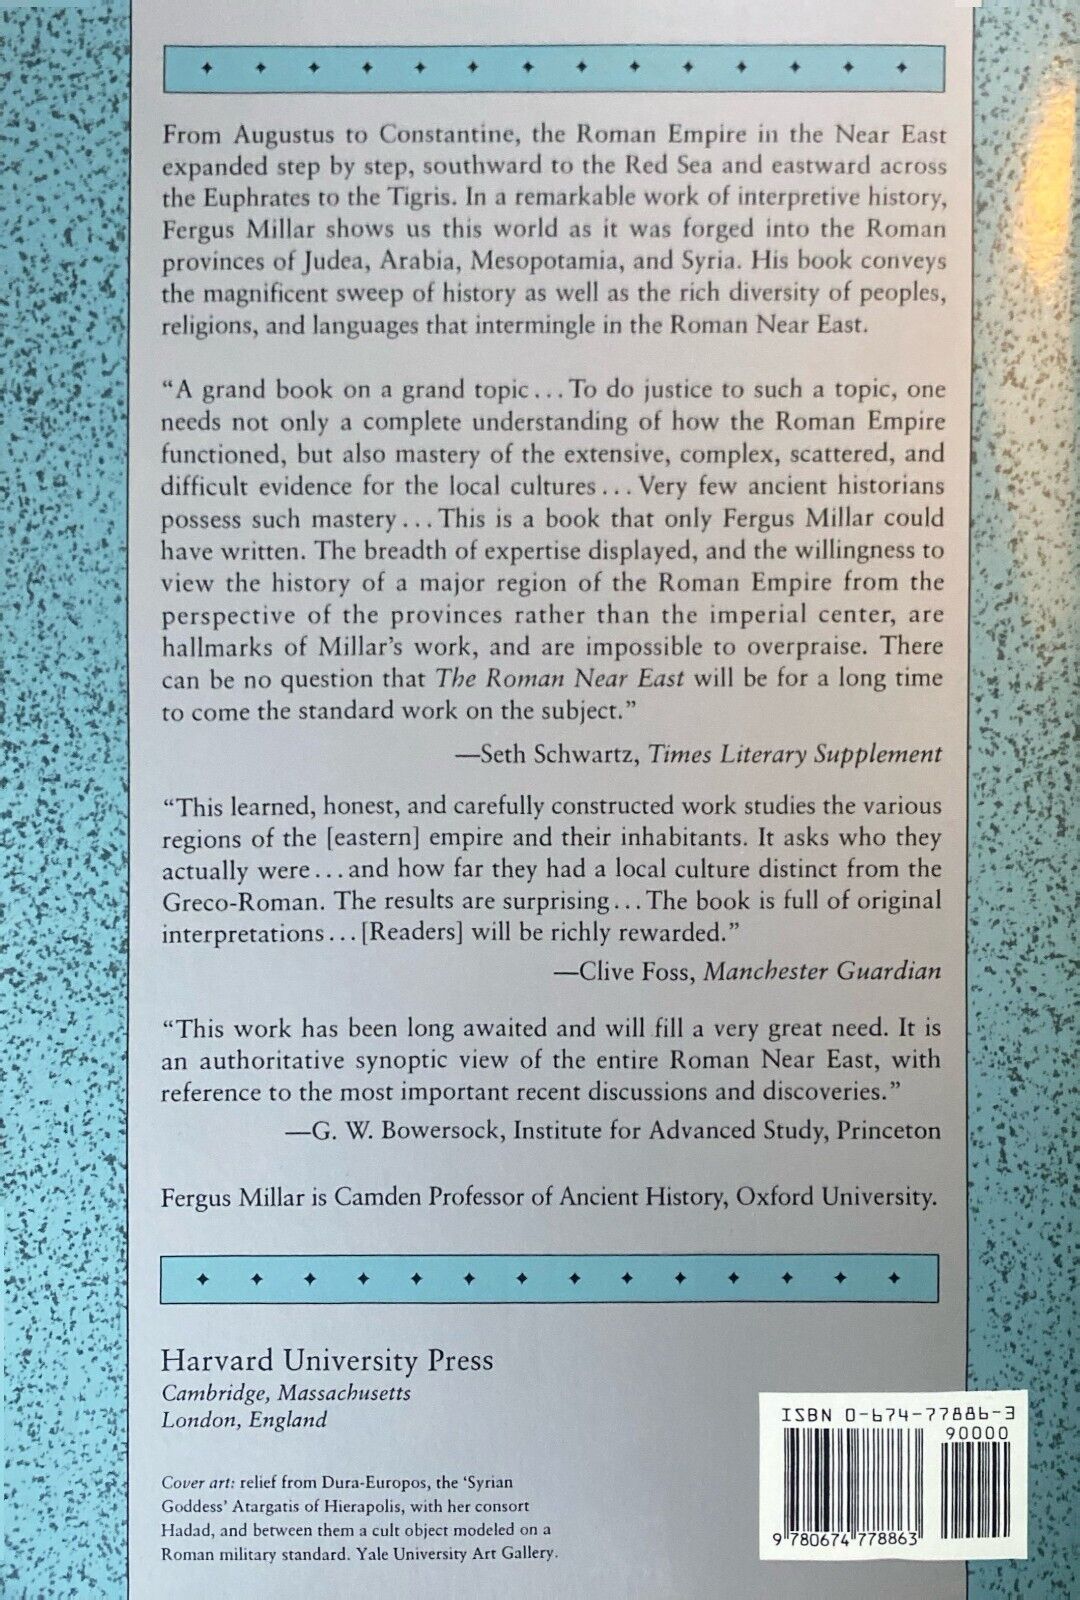 From Augustus to Constantine, the Roman Empire in the Near East
expanded step by step, southward to the Red Sea and eastward across
the Euphrates to the Tigris. In a remarkable work of interpretive history,
Fergus Millar shows us this world as it was forged into the Roman
provinces of Judea, Arabia, Mesopotamia, and Syria. His book conveys
the magnificent sweep of history as well as the rich diversity of peoples,
religions, and languages that intermingle in the Roman Near East.
“A grand book on a grand topic... To do justice to such a topic, one
needs not only a complete understanding of how the Roman Empire
functioned, but also mastery of the extensive, complex, scattered, and
difficult evidence for the local cultures... Very few ancient historians
possess such mastery... This is a book that only Fergus Millar could
have written. The breadth of expertise displayed, and the willingness to
view the history of a major region of the Roman Empire from the
perspective of the provinces rather than the imperial center, are
hallmarks of Millar’s work, and are impossible to overpraise. There
can be no question that The Roman Near East will be for a long time
to come the standard work on the subject.”
—Seth Schwartz, Times Literary Supplement
“This learned, honest, and carefully constructed work studies the various
regions of the [eastern] empire and their inhabitants. It asks who they
actually were... and how far they had a local culture distinct from the
Greco-Roman. The results are surprising... The book is full of original
interpretations... [Readers] will be richly rewarded.”
—Clive Foss, Manchester Guardian
“This work has been long awaited and will fill a very great need. It is
an authoritative synoptic view of the entire Roman Near East, with
reference to the most important recent discussions and discoveries.”
—G. W. Bowersock, Institute for Advanced Study, Princeton
Fergus Millar is Camden Professor of Ancient History, Oxford University.
Harvard University Press
Cambridge, Massachusetts
London, England
Cover art: relief from Dura-Europos, the ‘Syrian
Goddess’ Atargatis of Hierapolis, with her consort
Hadad, and between them a cult object modeled on a
Roman military standard. Yale University Art Gallery.
ISBN 0-674-77886-3
90000
9 780674 778863